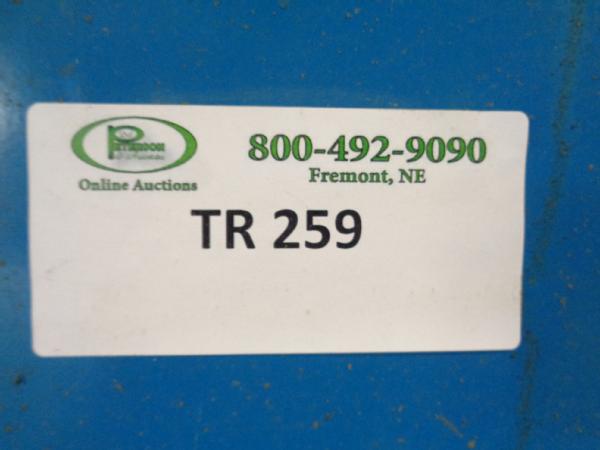 800-492-9090
Fremont, NE
Online Auctions
TR 259